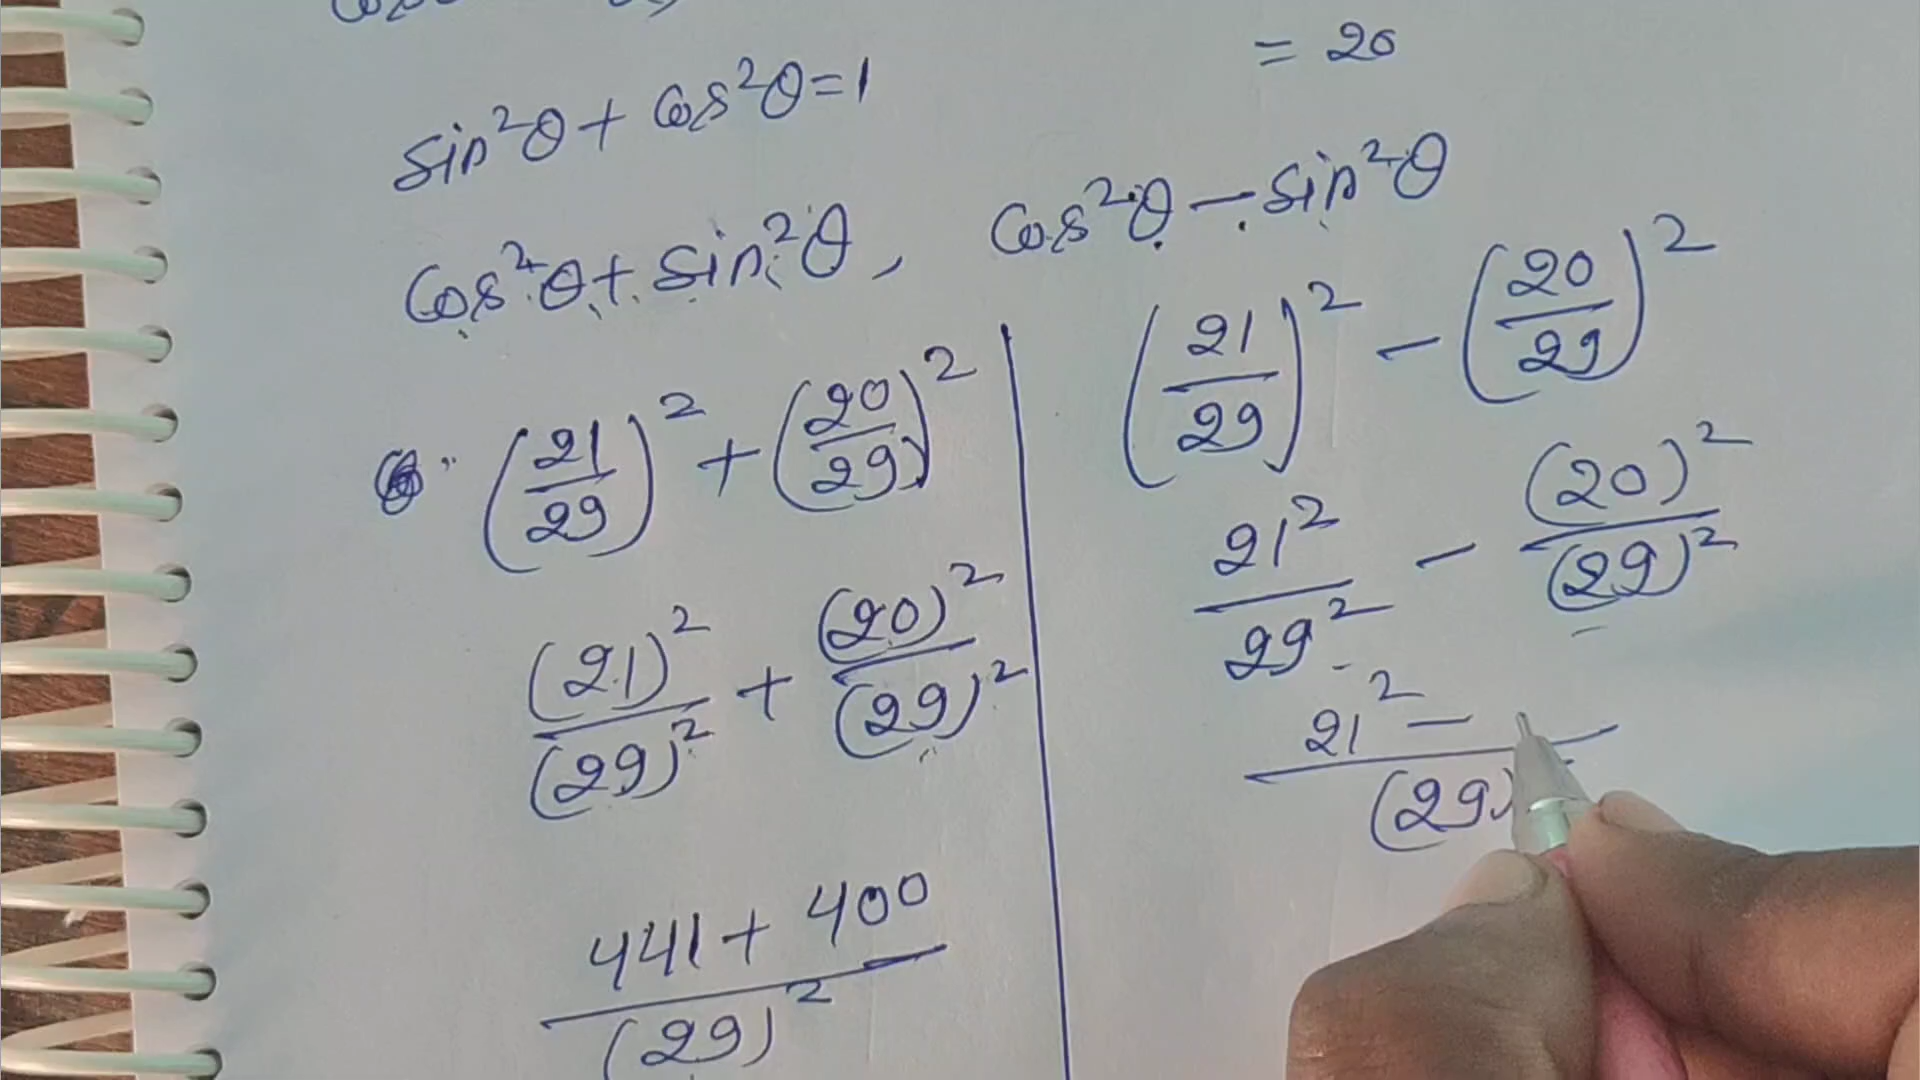 = 20
sin²θ + cos²θ = 1
cos²θ + sin²θ, cos²θ - sin²θ
(21/29)² + (20/29)²
(21)²/(29)² + (20)²/(29)²
441 + 400/(29)²
(21/29)² - (20/29)²
21²/29² - (20)²/(29)²
21² - /(29)